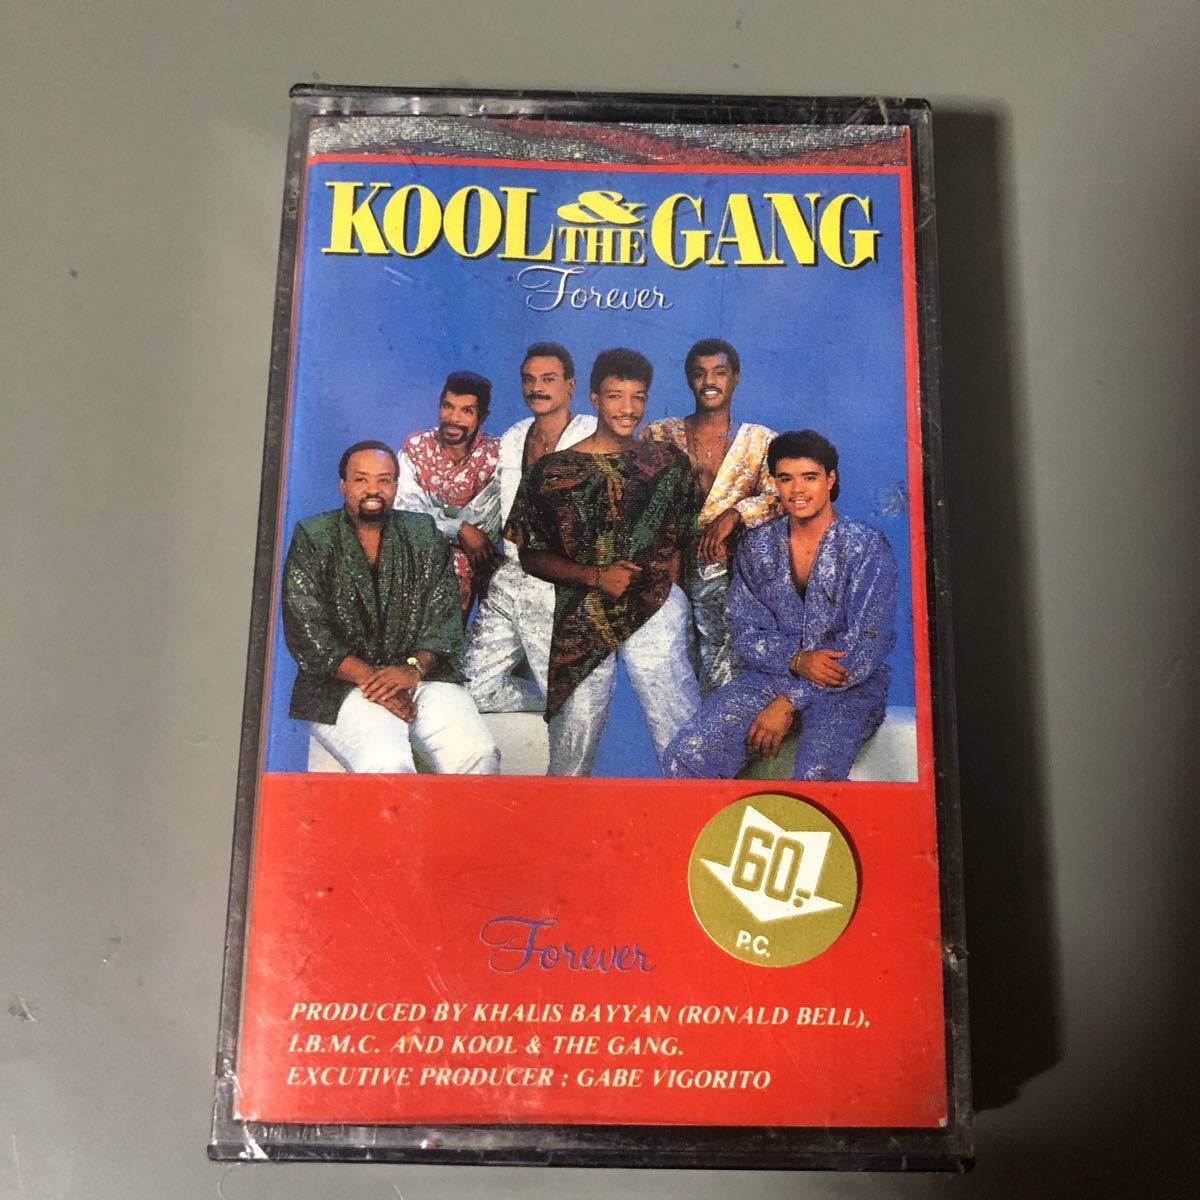 KOOL & THE GANG
Forever
60.-
P.C.
Forever
PRODUCED BY KHALIS BAYYAN (RONALD BELL),
I.B.M.C. AND KOOL & THE GANG.
EXCUTIVE PRODUCER : GABE VIGORITO